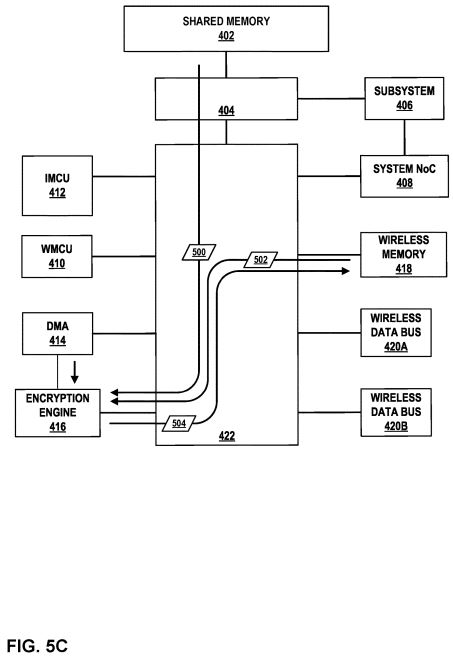 SHARED MEMORY
402
404
SUBSYSTEM
406
IMCU
412
SYSTEM NoC
408
WMCU
410
500
502
WIRELESS
MEMORY
418
DMA
414
WIRELESS
DATA BUS
420A
ENCRYPTION
ENGINE
416
504
422
WIRELESS
DATA BUS
420B
FIG. 5C